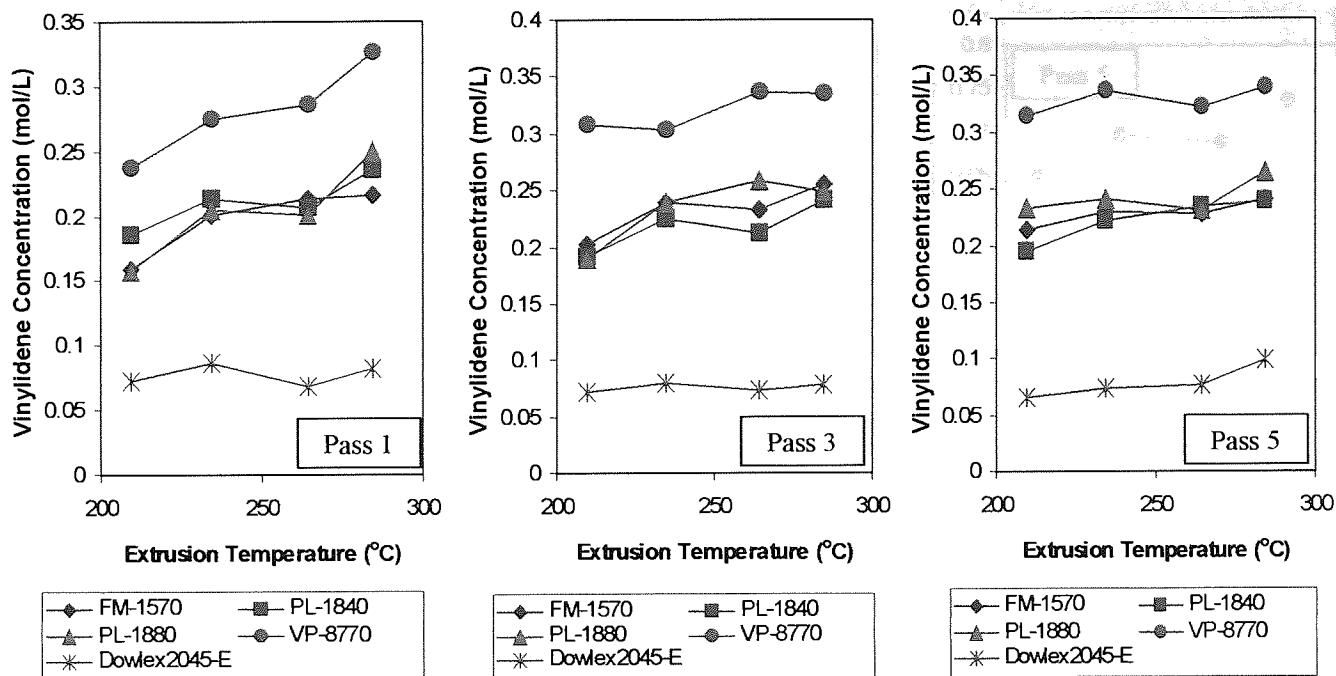 Vinylidene Concentration (mol/L)
0.35
0.3
0.25
0.2
0.15
0.1
0.05
0
Pass 1
200 250 300
Extrusion Temperature (°C)
FM-1570 PL-1840
PL-1880 VP-8770
Dowlex2045-E
Vinylidene Concentration (mol/L)
0.4
0.35
0.3
0.25
0.2
0.15
0.1
0.05
0
Pass 3
200 250 300
Extrusion Temperature (°C)
FM-1570 PL-1840
PL-1880 VP-8770
Dowlex2045-E
Vinylidene Concentration (mol/L)
0.4
0.35
0.3
0.25
0.2
0.15
0.1
0.05
0
Pass 5
200 250 300
Extrusion Temperature (°C)
FM-1570 PL-1840
PL-1880 VP-8770
Dowlex2045-E